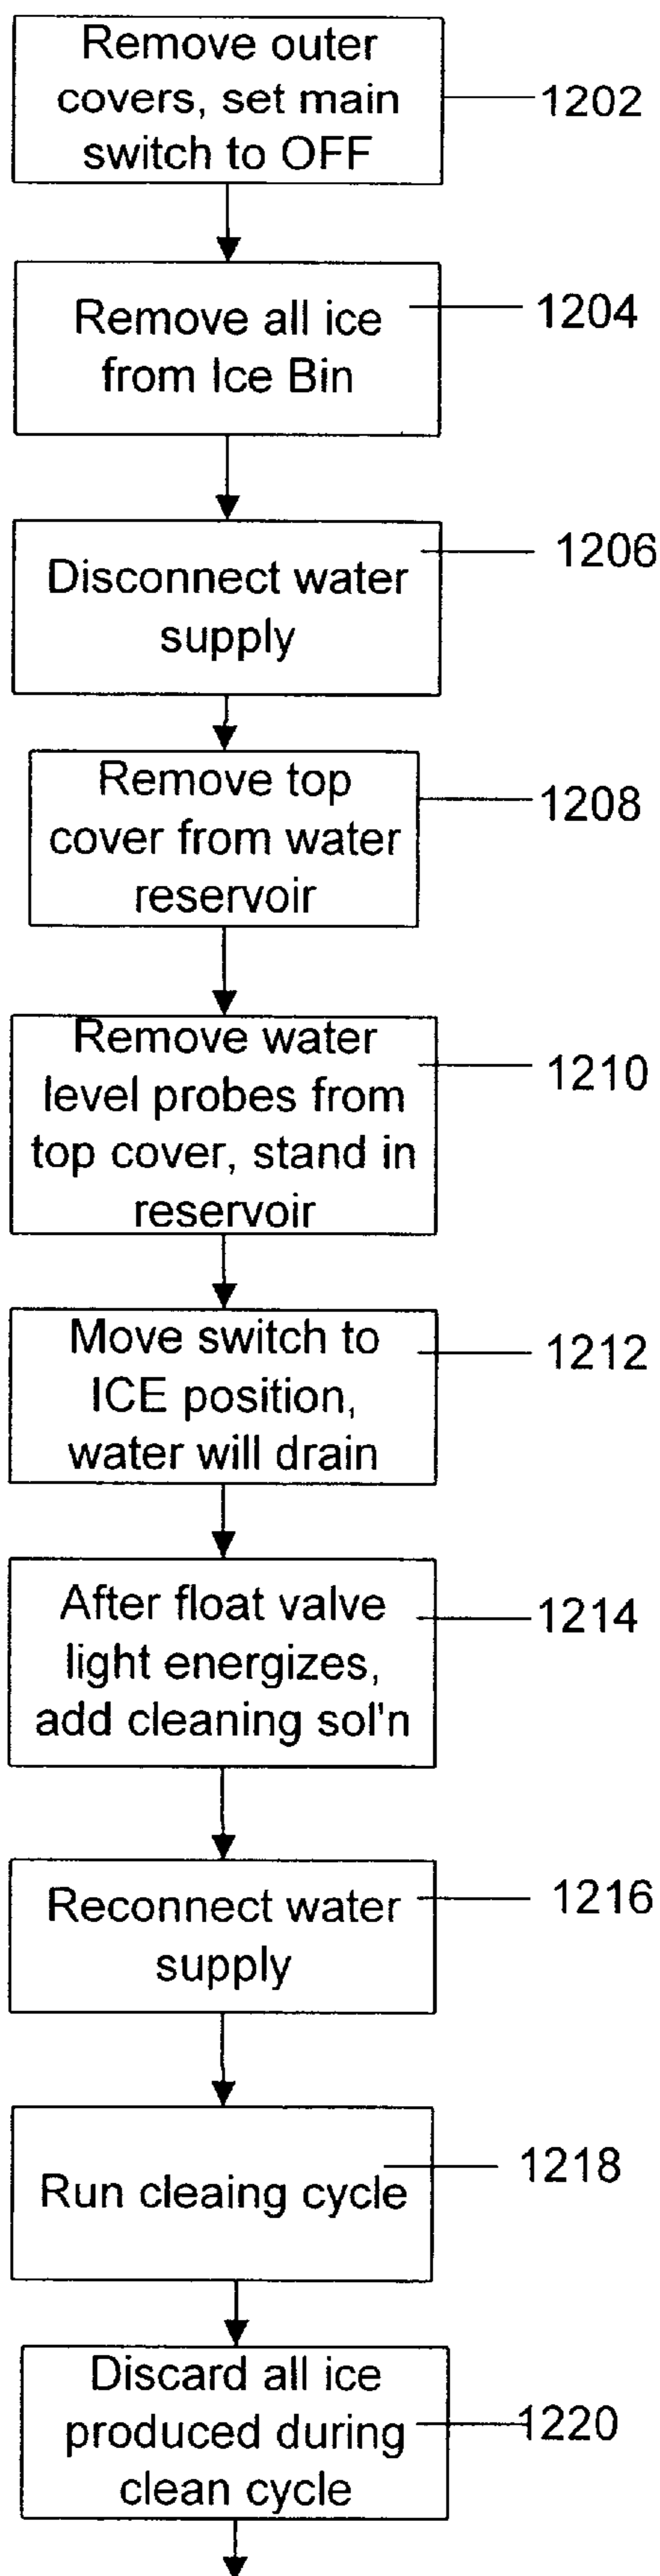 Remove outer
covers, set main
switch to OFF
1202
Remove all ice
from Ice Bin
1204
Disconnect water
supply
1206
Remove top
cover from water
reservoir
1208
Remove water
level probes from
top cover, stand in
reservoir
1210
Move switch to
ICE position,
water will drain
1212
After float valve
light energizes,
add cleaning sol'n
1214
Reconnect water
supply
1216
Run cleaing cycle
1218
Discard all ice
produced during
clean cycle
1220